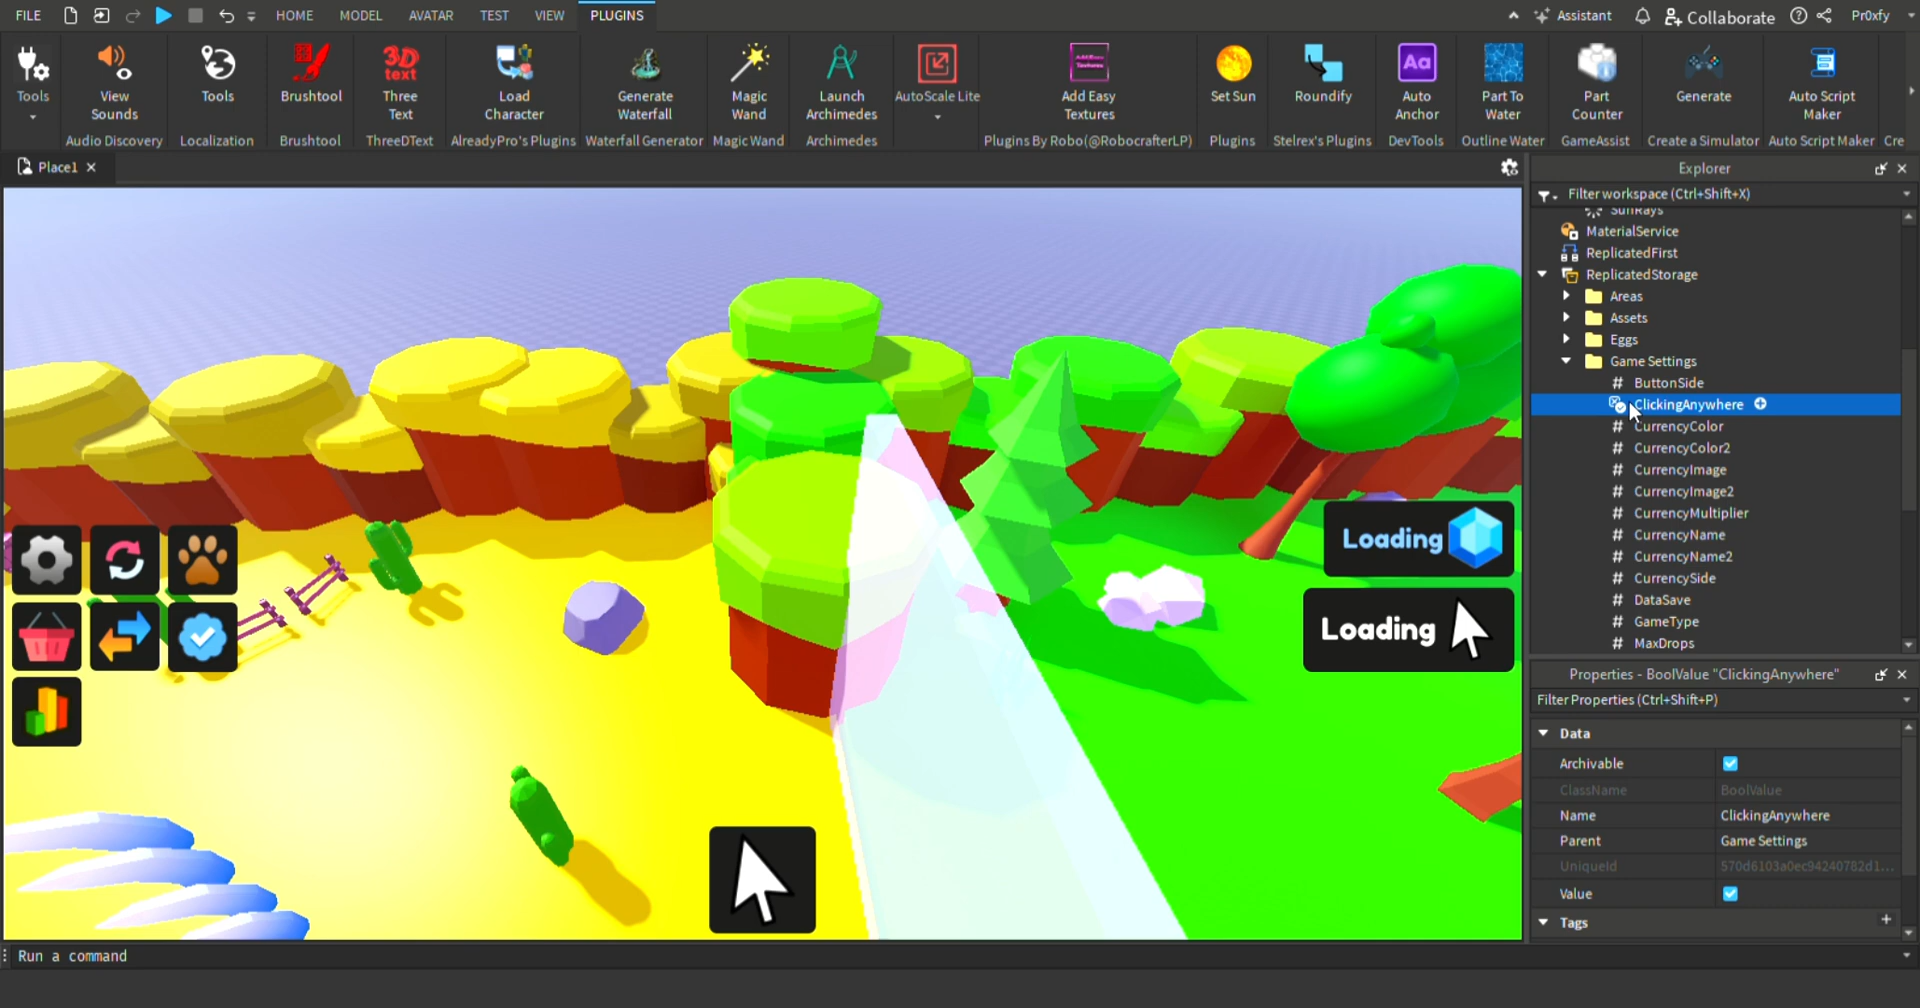 FILE HOME MODEL AVATAR TEST VIEW PLUGINS Assistant Collaborate Pr0xfy
Tools
View Sounds
Audio Discovery
Tools
Localization
Brushtool
Brushtool
3D text
Three Text
ThreeDText
Load Character
AlreadyPro's Plugins
Generate Waterfall
Waterfall Generator
Magic Wand
Magic Wand
Launch Archimedes
Archimedes
AutoScale Lite
Add Easy Textures
Plugins By Robo(@RobocrafterLP)
Set Sun
Plugins
Roundify
Stelrex's Plugins
Aa
Auto Anchor
DevTools
Part To Water
Outline Water
Part Counter
GameAssist
Generate
Create a Simulator
Auto Script Maker
Auto Script Maker
Cre
Place1
Explorer
Filter workspace (Ctrl+Shift+X)
SunRays
MaterialService
ReplicatedFirst
ReplicatedStorage
Areas
Assets
Eggs
Game Settings
# ButtonSide
ClickingAnywhere
# CurrencyColor
# CurrencyColor2
# CurrencyImage
# CurrencyImage2
# CurrencyMultiplier
# CurrencyName
# CurrencyName2
# CurrencySide
# DataSave
# GameType
# MaxDrops
Loading
Loading
Properties - BoolValue "ClickingAnywhere"
Filter Properties (Ctrl+Shift+P)
Data
Archivable
ClassName BoolValue
Name ClickingAnywhere
Parent Game Settings
UniqueId 570d6103a0ec94240782d1...
Value
Tags +
Run a command